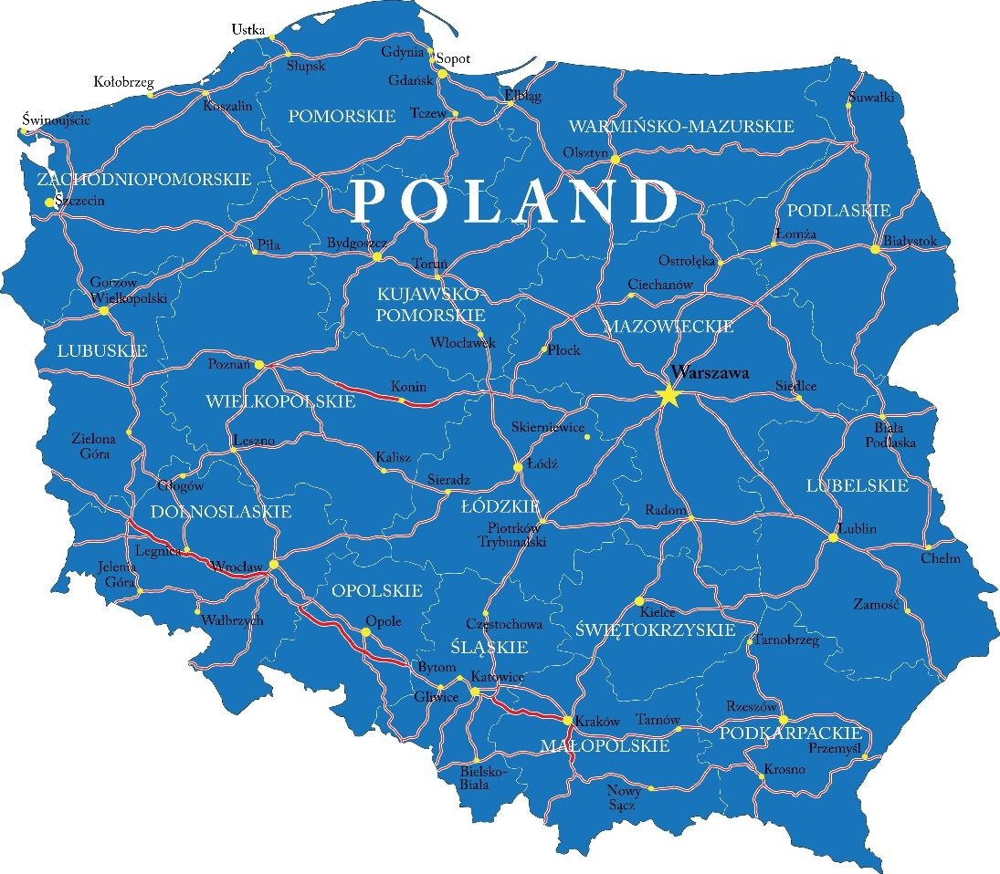 Ustka
Gdynia
Sopot
Słupsk
Kołobrzeg
Gdańsk
Elbląg
Suwałki
Koszalin
Tczew
POMORSKIE
Świnoujście
WARMIŃSKO-MAZURSKIE
Olsztyn
ZACHODNIOPOMORSKIE
Szczecin
POLAND
PODLASKIE
Łomża
Piła
Bydgoszcz
Białystok
Toruń
Ostrołęka
Gorzow
Wielkopolski
Ciechanów
KUJAWSKO-
POMORSKIE
MAZOWIECKIE
Włocławek
LUBUSKIE
Płock
Poznań
Warszawa
Konin
Siedlce
WIELKOPOLSKIE
Skierniewice
Biała
Podlaska
Zielona
Góra
Leszno
Kalisz
Łódź
Sieradz
Głogów
LUBELSKIE
DOLNOSLASKIE
ŁÓDZKIE
Radom
Piotrków
Trybunalski
Lublin
Legnica
Chełm
Jelenia
Góra
Wrocław
OPOLSKIE
Zamość
Kielce
Wałbrzych
Opole
Częstochowa
ŚWIĘTOKRZYSKIE
Tarnobrzeg
ŚLĄSKIE
Bytom
Katowice
Gliwice
Rzeszów
Kraków
Tarnów
PODKARPACKIE
MAŁOPOLSKIE
Przemyśl
Bielsko-
Biała
Krosno
Nowy
Sącz